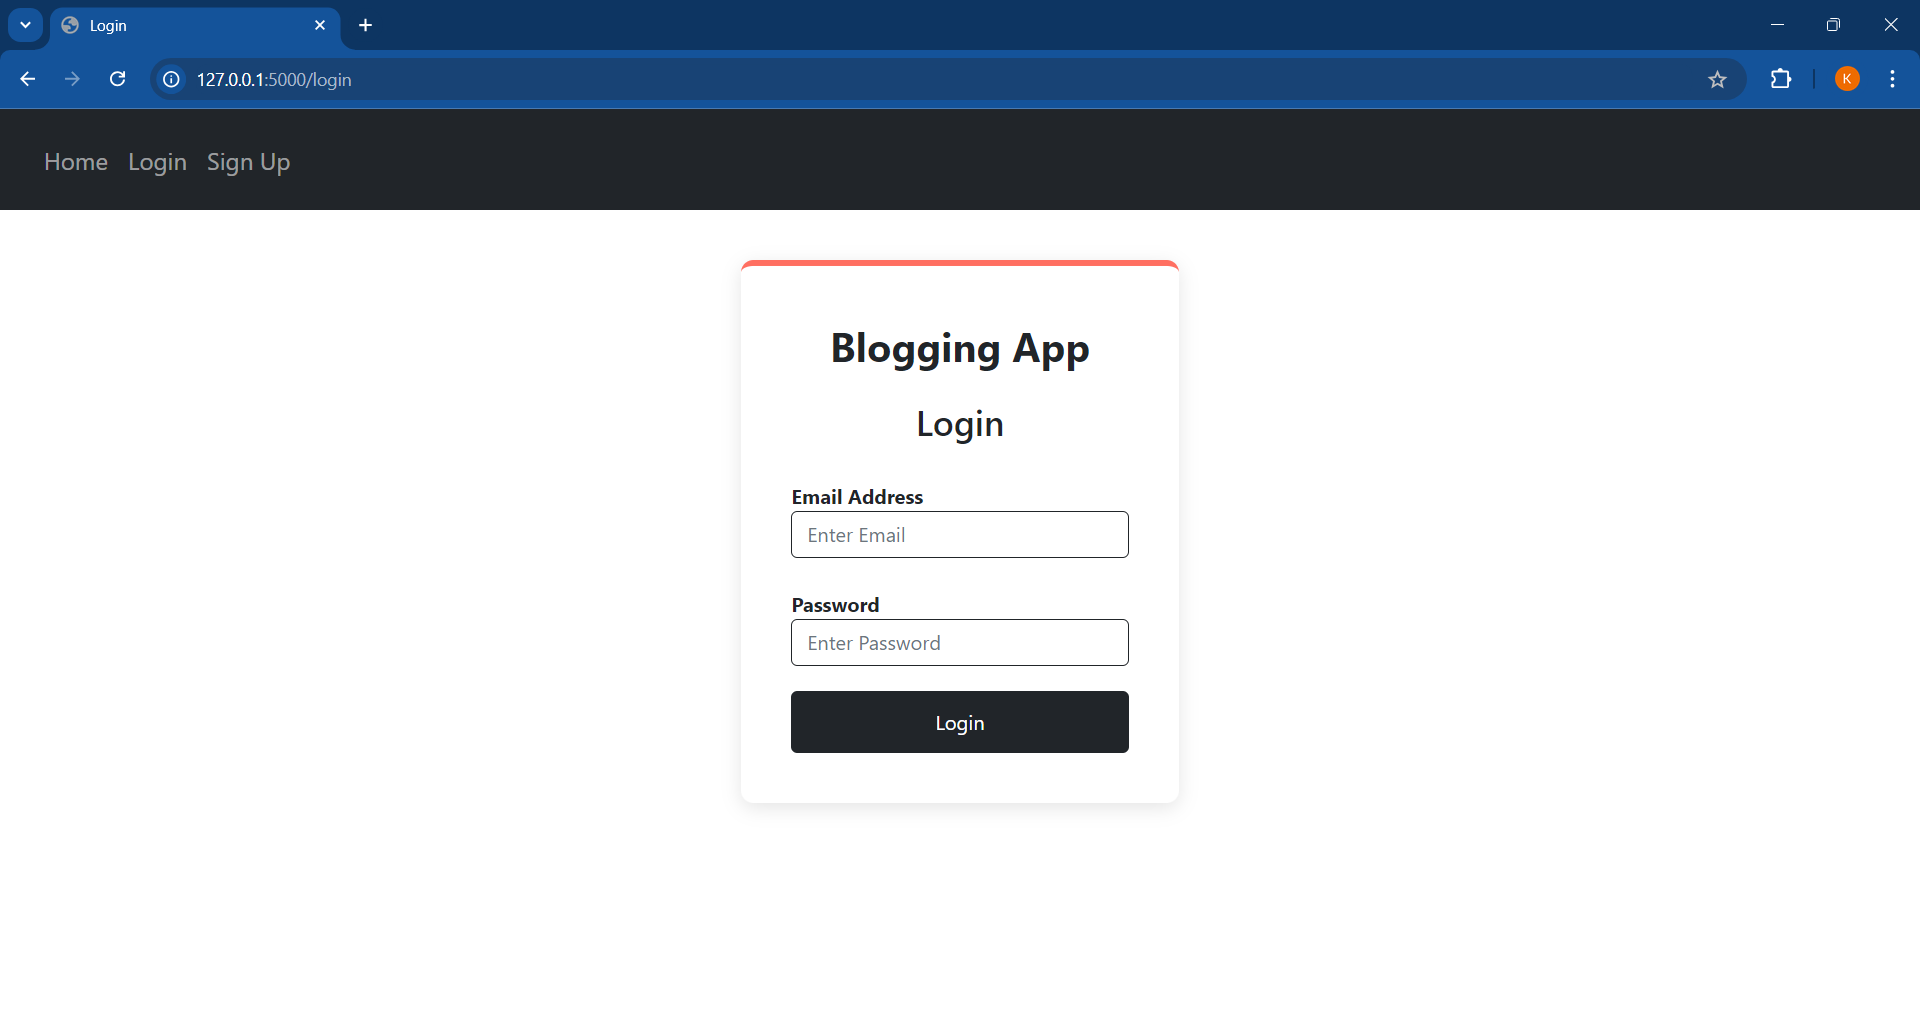 Login
127.0.0.1:5000/login
K
Home Login Sign Up
Blogging App
Login
Email Address
Enter Email
Password
Enter Password
Login